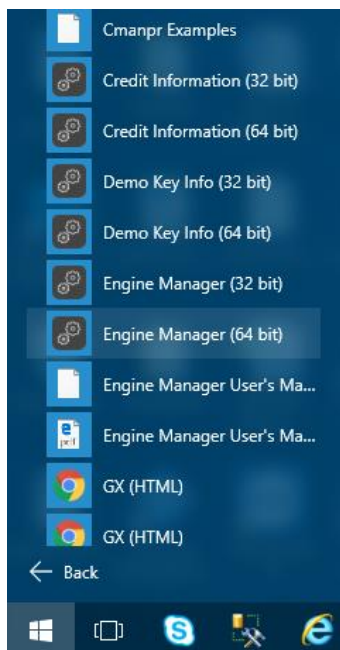 Cmanpr Examples
Credit Information (32 bit)
Credit Information (64 bit)
Demo Key Info (32 bit)
Demo Key Info (64 bit)
Engine Manager (32 bit)
Engine Manager (64 bit)
Engine Manager User's Ma...
pdf
Engine Manager User's Ma...
GX (HTML)
GX (HTML)
Back